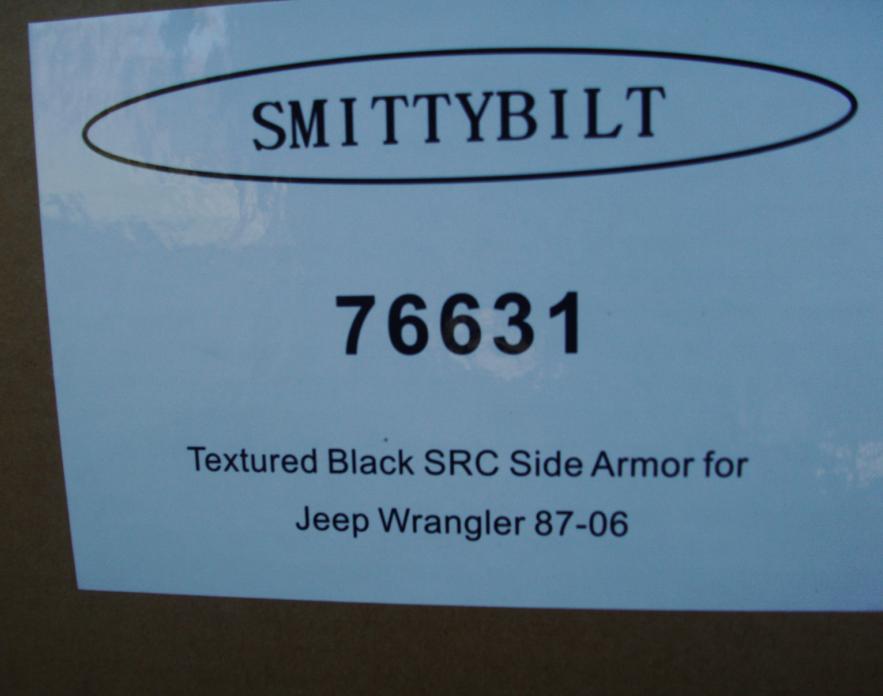 SMITTYBILT
76631
Textured Black SRC Side Armor for
Jeep Wrangler 87-06